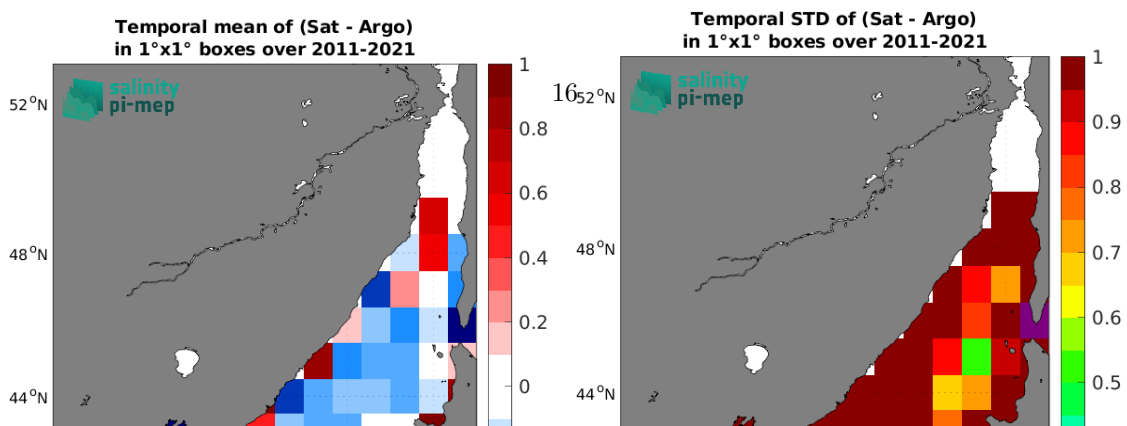 Temporal mean of (Sat - Argo)
in 1°x1° boxes over 2011-2021
salinity
pi-mep
52°N
48°N
44°N
1
0.8
0.6
0.4
0.2
0
16
Temporal STD of (Sat - Argo)
in 1°x1° boxes over 2011-2021
salinity
pi-mep
52°N
48°N
44°N
1
0.9
0.8
0.7
0.6
0.5